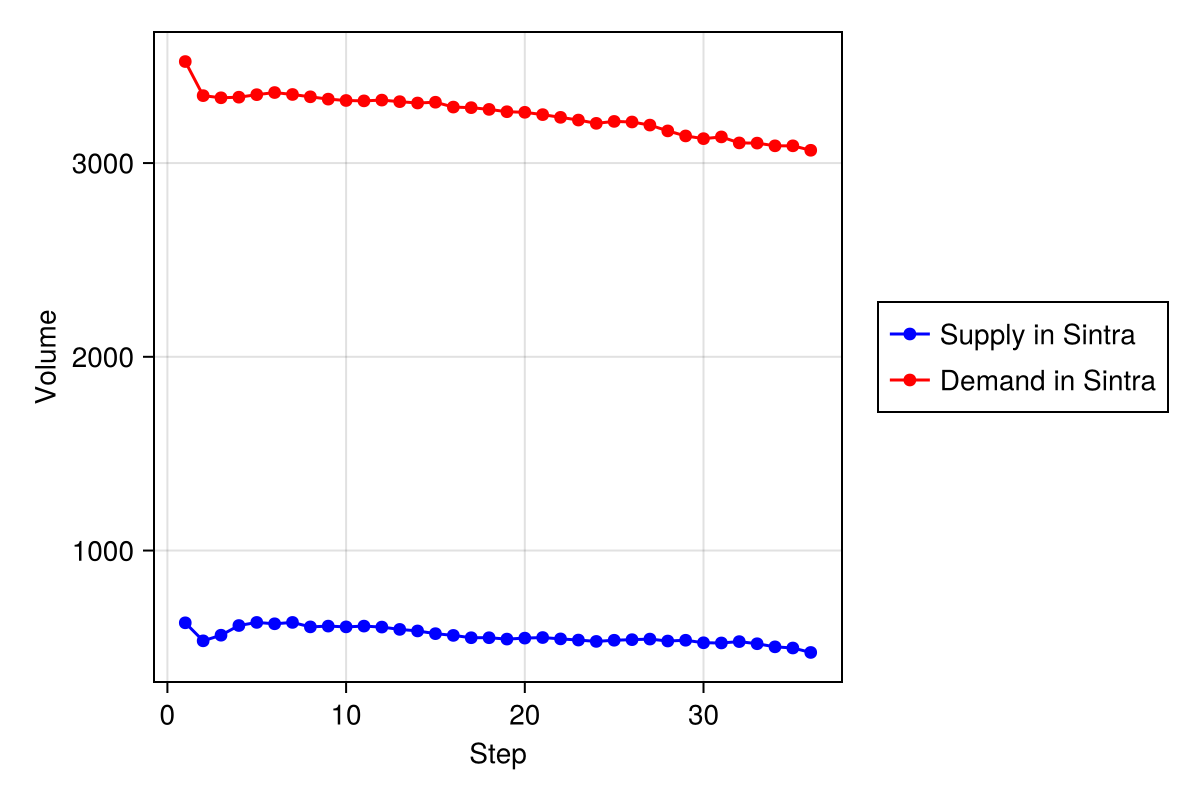 3000
2000
1000
Volume
0 10 20 30
Step
Supply in Sintra
Demand in Sintra